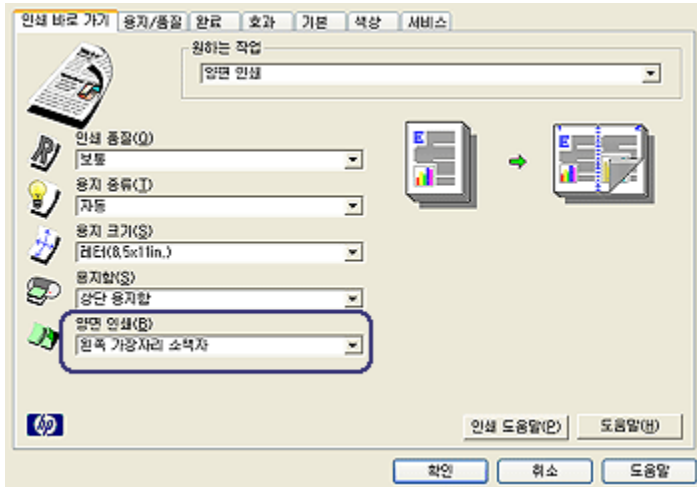 인쇄 바로 가기 용지/품질 완료 효과 기본 색상 서비스
원하는 작업
양면 인쇄
인쇄 품질(Q)
보통
용지 종류(T)
자동
용지 크기(S)
레터(8,5x11in,)
용지함(S)
상단 용지함
양면 인쇄(B)
왼쪽 가장자리 소책자
E
E
hp
인쇄 도움말(P) 도움말(H)
확인 취소 도움말